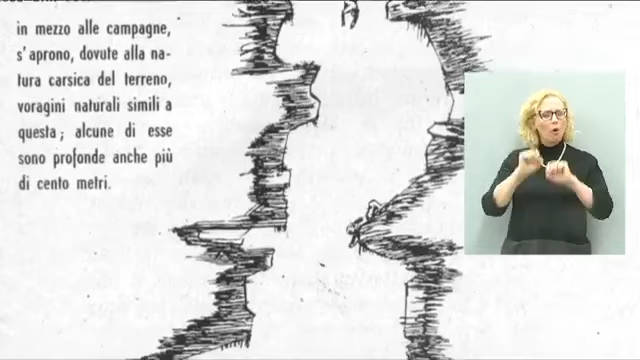 in mezzo alle campagne,
s'aprono, dovute alla na-
tura carsica del terreno,
voragini naturali simili a
questa; alcune di esse
sono profonde anche più
di cento metri.